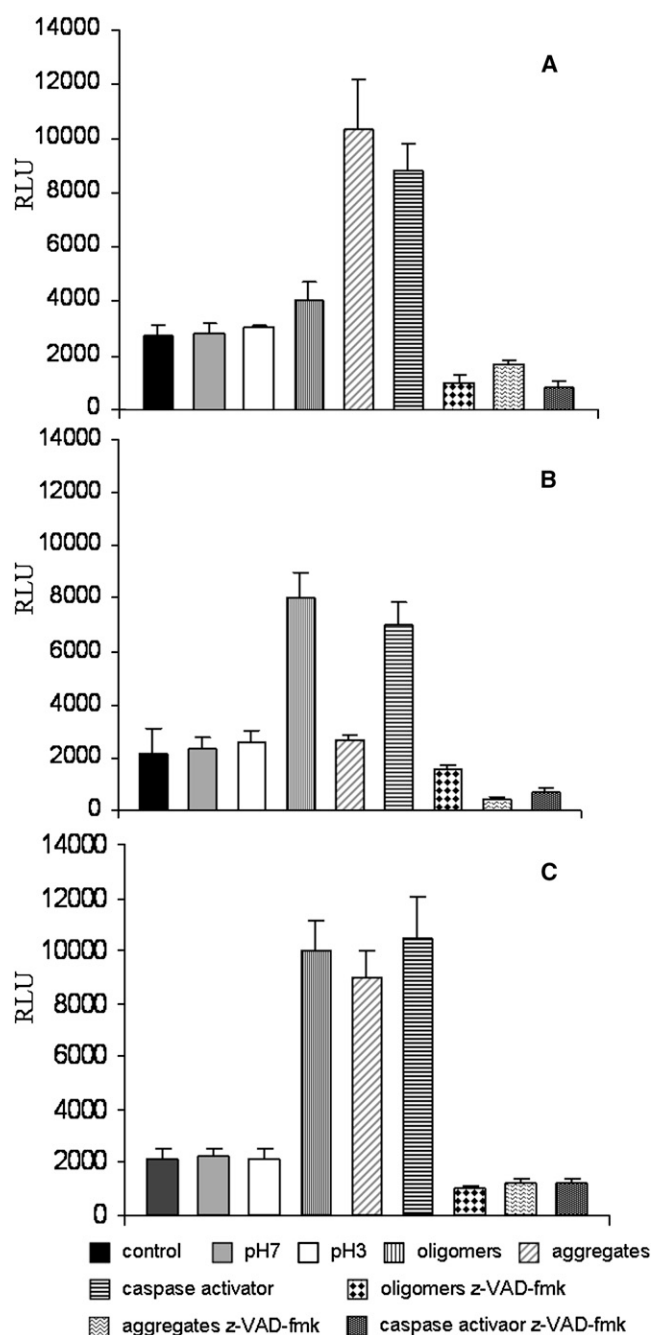 14000
A
12000
10000
RLU
8000
6000
4000
2000
0
14000
B
12000
10000
RLU
8000
6000
4000
2000
0
14000
C
12000
10000
RLU
8000
6000
4000
2000
0
control pH7 pH3 oligomers aggregates
caspase activator oligomers z-VAD-fmk
aggregates z-VAD-fmk caspase activaor z-VAD-fmk